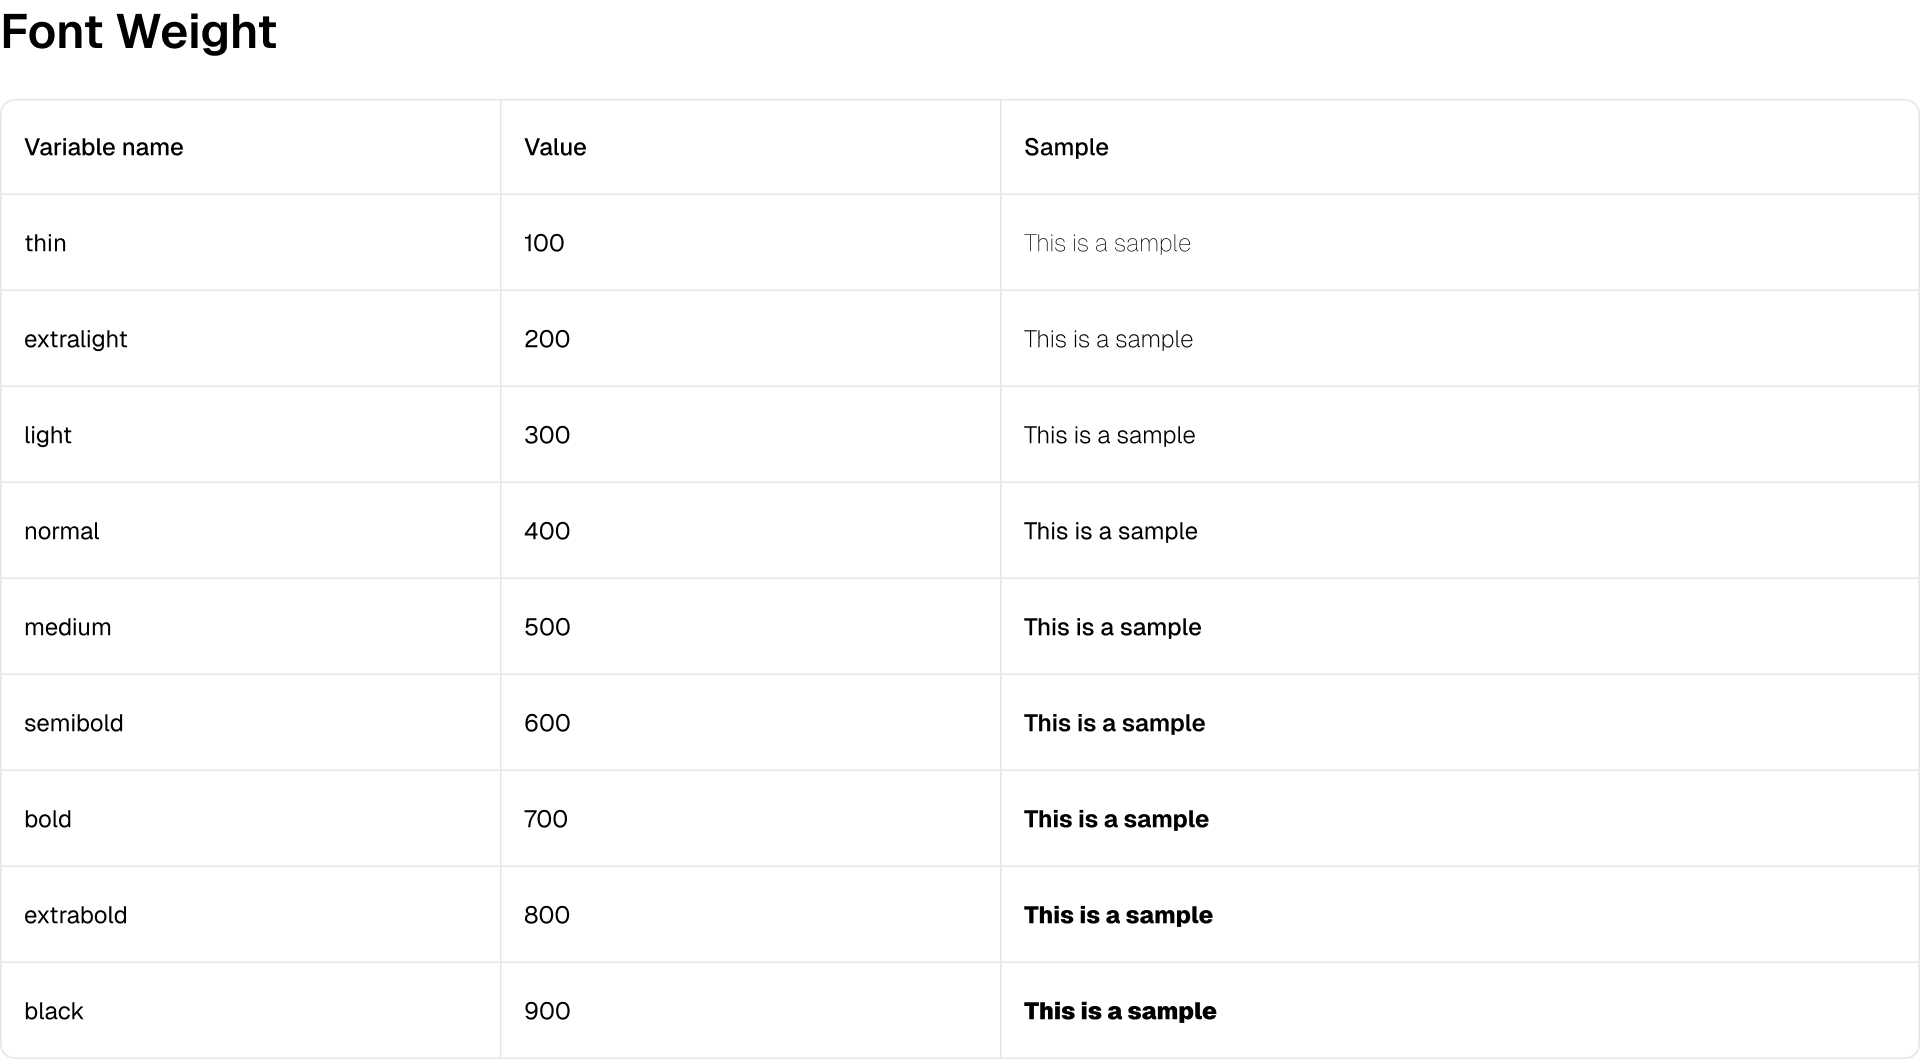 Font Weight
Variable name Value Sample
thin 100 This is a sample
extralight 200 This is a sample
light 300 This is a sample
normal 400 This is a sample
medium 500 This is a sample
semibold 600 This is a sample
bold 700 This is a sample
extrabold 800 This is a sample
black 900 This is a sample